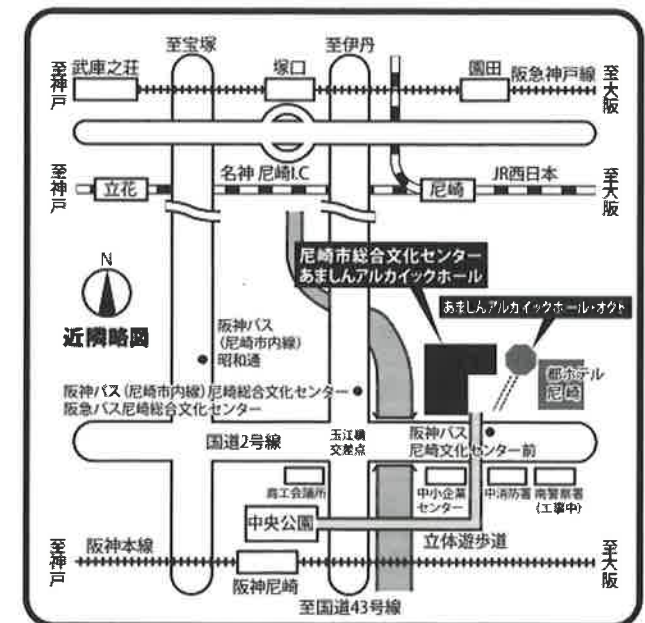 至宝塚
至伊丹
至神戸
武庫之荘
塚口
園田
阪急神戸線
至大阪
至神戸
立花
名神 尼崎I.C
尼崎
JR西日本
至大阪
N
近隣略図
尼崎市総合文化センター
あましんアルカイックホール
あましんアルカイックホール・オクト
都ホテル
尼崎
阪神バス
(尼崎市内線)
昭和通
阪神バス(尼崎市内線)尼崎総合文化センター
阪急バス尼崎総合文化センター
国道2号線
玉江橋
交差点
阪神バス
尼崎文化センター前
商工会議所
中小企業
センター
中消防署
南警察署
(工事中)
中央公園
立体遊歩道
至神戸
阪神本線
阪神尼崎
至大阪
至国道43号線